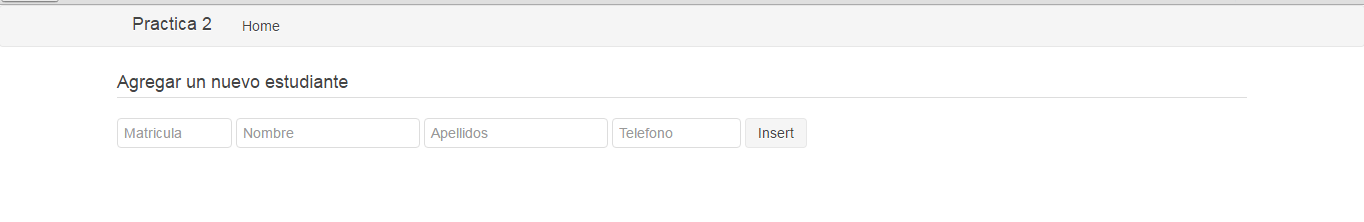 Practica 2 Home
Agregar un nuevo estudiante
Matricula Nombre Apellidos Telefono Insert